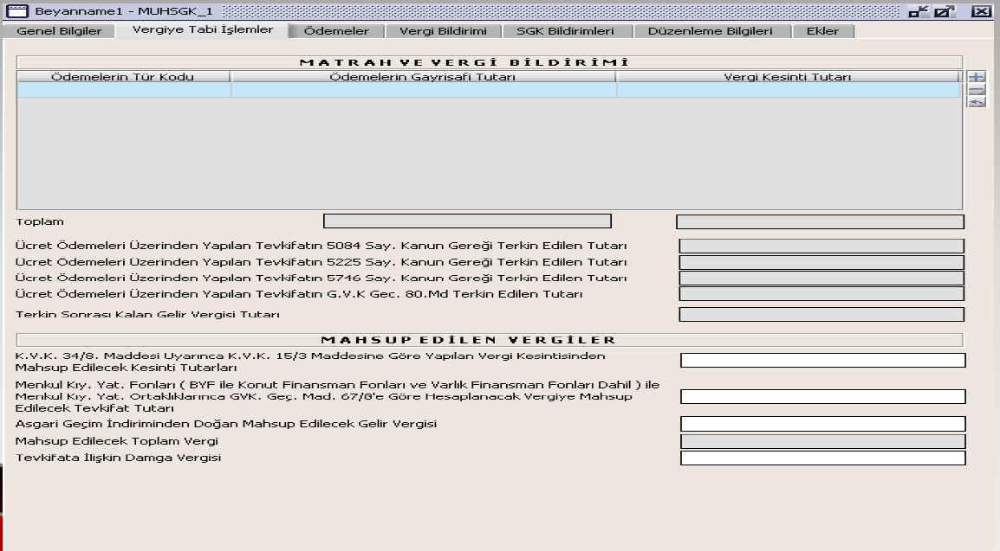 Beyanname1 - MUHSGK_1
Genel Bilgiler Vergiye Tabi İşlemler Ödemeler Vergi Bildirimi SGK Bildirimleri Düzenleme Bilgileri Ekler
MATRAH VE VERGİ BİLDİRİMİ
Ödemelerin Tür Kodu Ödemelerin Gayrisafi Tutarı Vergi Kesinti Tutarı
Toplam
Ücret Ödemeleri Üzerinden Yapılan Tevkifatın 5084 Say. Kanun Gereği Terkin Edilen Tutarı
Ücret Ödemeleri Üzerinden Yapılan Tevkifatın 5225 Say. Kanun Gereği Terkin Edilen Tutarı
Ücret Ödemeleri Üzerinden Yapılan Tevkifatın 5746 Say. Kanun Gereği Terkin Edilen Tutarı
Ücret Ödemeleri Üzerinden Yapılan Tevkifatın G.V.K Gec. 80.Md Terkin Edilen Tutarı
Terkin Sonrası Kalan Gelir Vergisi Tutarı
MAHSUP EDİLEN VERGİLER
K.V.K. 34/8. Maddesi Uyarınca K.V.K. 15/3 Maddesine Göre Yapılan Vergi Kesintisinden
Mahsup Edilecek Kesinti Tutarları
Menkul Kıy. Yat. Fonları ( BYF ile Konut Finansman Fonları ve Varlık Finansman Fonları Dahil ) ile
Menkul Kıy. Yat. Ortaklıklarınca GVK. Geç. Mad. 67/8'e Göre Hesaplanacak Vergiye Mahsup
Edilecek Tevkifat Tutarı
Asgari Geçim İndiriminden Doğan Mahsup Edilecek Gelir Vergisi
Mahsup Edilecek Toplam Vergi
Tevkifata İlişkin Damga Vergisi